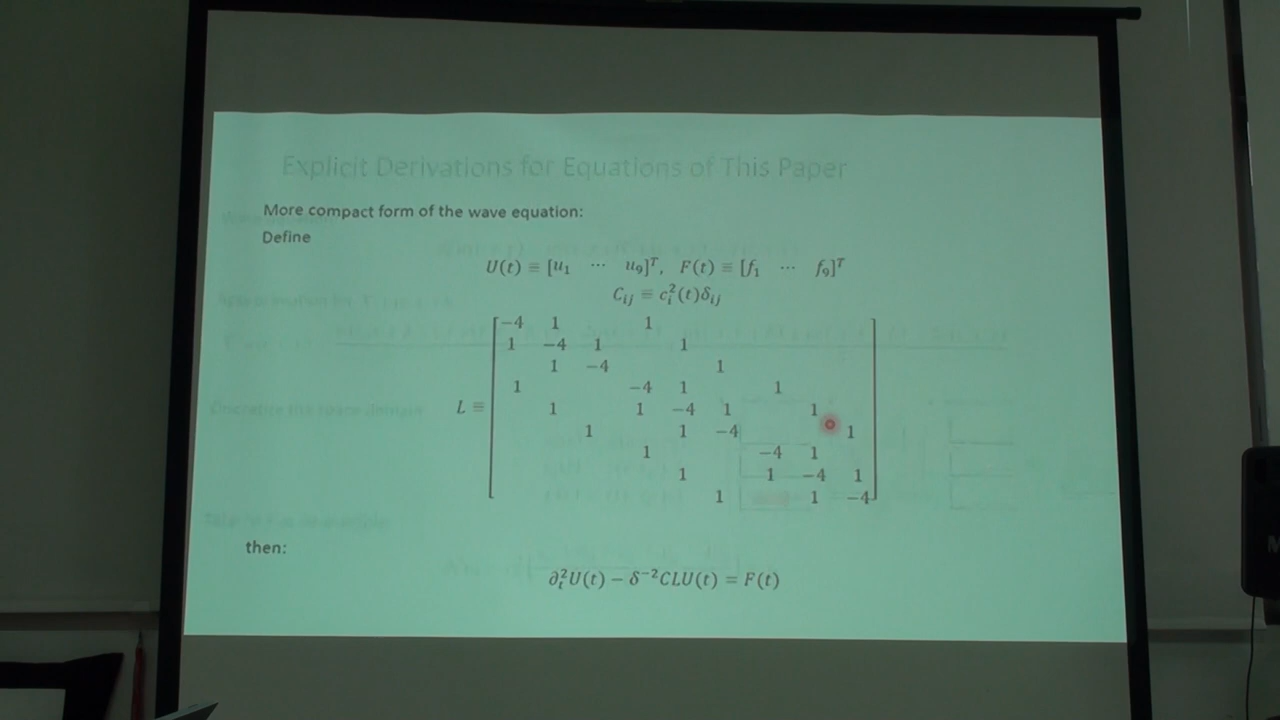 Explicit Derivations for Equations of This Paper
More compact form of the wave equation:
Define
U(t) ≡ [u₁ ⋯ u₉]ᵀ, F(t) ≡ [f₁ ⋯ f₉]ᵀ
Cᵢⱼ ≡ cᵢ²(t)δᵢⱼ
−4 1 1
1 −4 1 1
1 −4 1
1 −4 1 1
L ≡ 1 1 −4 1 1
1 1 −4 1
1 −4 1
1 1 −4 1
1 1 −4
then:
∂ₜ²U(t) − δ⁻²CLU(t) = F(t)